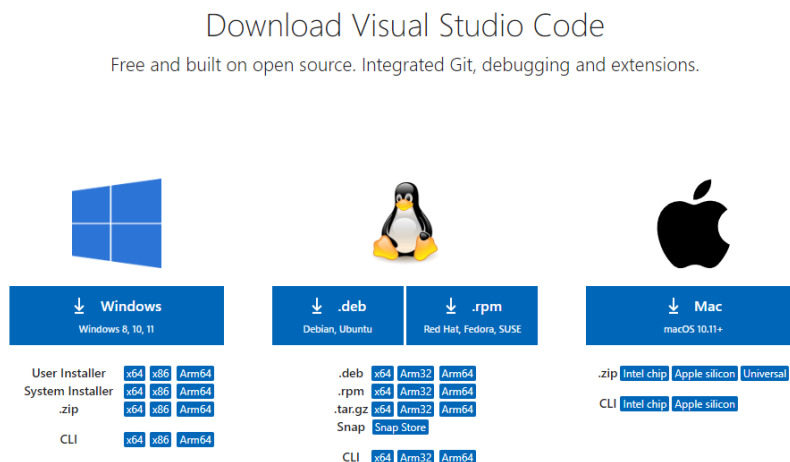 Download Visual Studio Code
Free and built on open source. Integrated Git, debugging and extensions.
Windows
Windows 8, 10, 11
User Installer x64 x86 Arm64
System Installer x64 x86 Arm64
.zip x64 x86 Arm64
CLI x64 x86 Arm64
.deb
Debian, Ubuntu
.rpm
Red Hat, Fedora, SUSE
.deb x64 Arm32 Arm64
.rpm x64 Arm32 Arm64
.tar.gz x64 Arm32 Arm64
Snap Snap Store
CLI x64 Arm32 Arm64
Mac
macOS 10.11+
.zip Intel chip Apple silicon Universal
CLI Intel chip Apple silicon